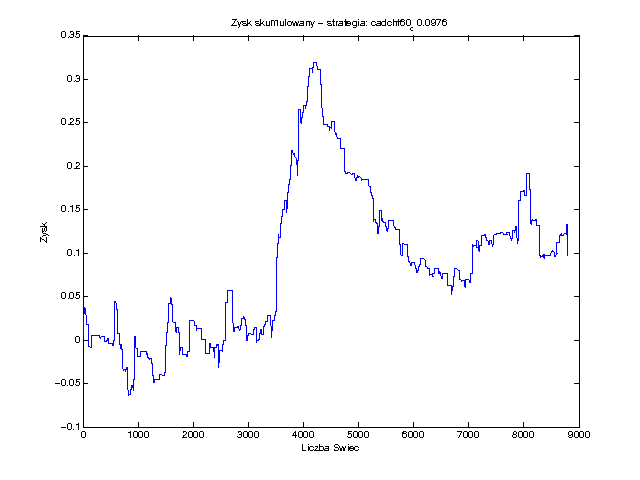 Zysk skumulowany – strategia: cadchf60c 0.0976
0.35
0.3
0.25
0.2
0.15
0.1
0.05
0
−0.05
−0.1
Zysk
0 1000 2000 3000 4000 5000 6000 7000 8000 9000
Liczba Swiec